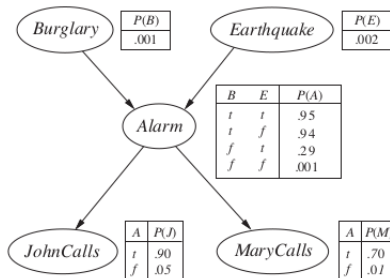 Burglary
P(B)
.001
Earthquake
P(E)
.002
Alarm
B E P(A)
t t .95
t f .94
f t .29
f f .001
JohnCalls
A P(J)
t .90
f .05
MaryCalls
A P(M
t .70
f .01